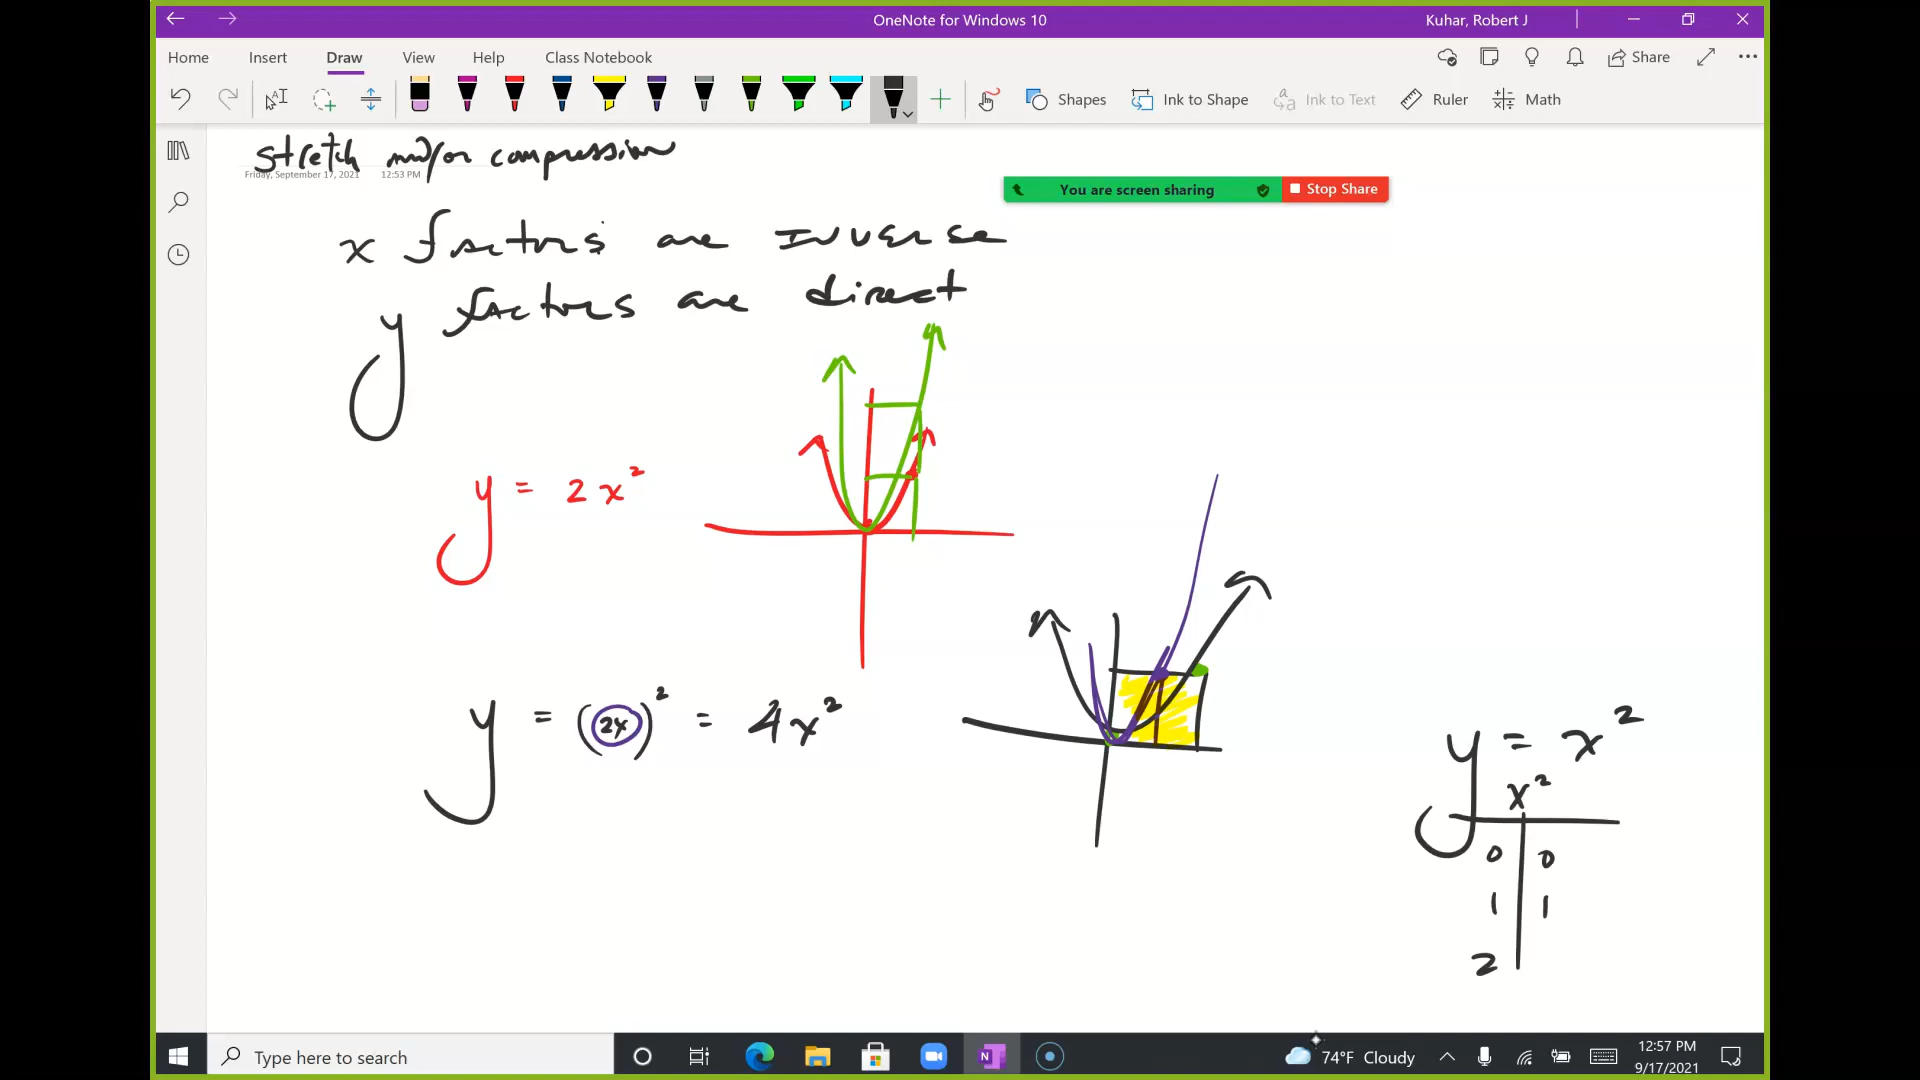 OneNote for Windows 10
Kuhar, Robert J
Home Insert Draw View Help Class Notebook Share
Shapes Ink to Shape Ink to Text Ruler Math
stretch and/or compression
Friday, September 17, 2021 12:53 PM
You are screen sharing Stop Share
x factors are inverse
y factors are direct
y = 2x²
y = (2x)² = 4x²
y = x²
x²
0 0
1 1
2
Type here to search
74°F Cloudy
12:57 PM
9/17/2021